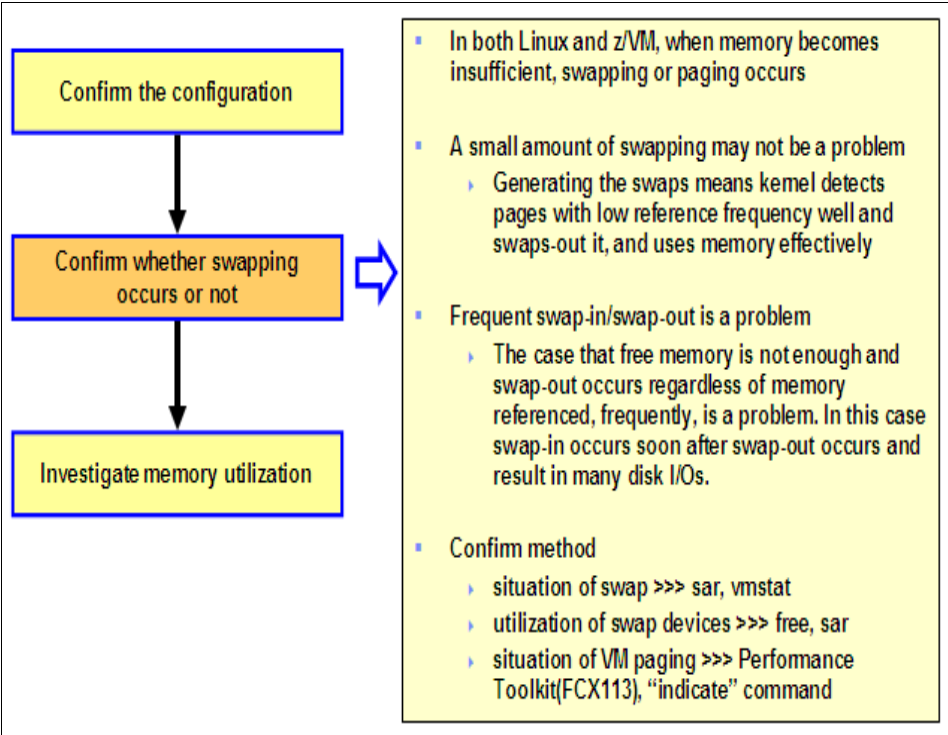 Confirm the configuration
Confirm whether swapping
occurs or not
Investigate memory utilization
In both Linux and z/VM, when memory becomes
insufficient, swapping or paging occurs
A small amount of swapping may not be a problem
Generating the swaps means kernel detects
pages with low reference frequency well and
swaps-out it, and uses memory effectively
Frequent swap-in/swap-out is a problem
The case that free memory is not enough and
swap-out occurs regardless of memory
referenced, frequently, is a problem. In this case
swap-in occurs soon after swap-out occurs and
result in many disk I/Os.
Confirm method
situation of swap >>> sar, vmstat
utilization of swap devices >>> free, sar
situation of VM paging >>> Performance
Toolkit(FCX113), “indicate” command